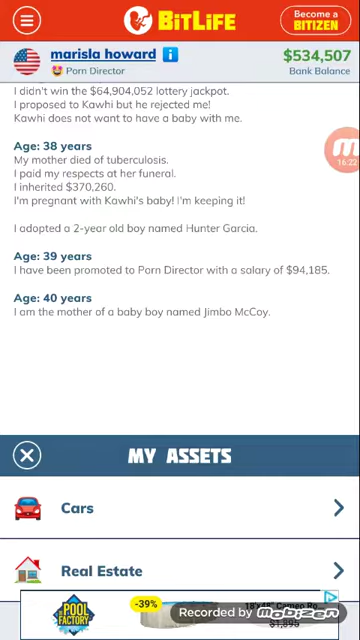 BITLIFE
Become a
BITIZEN
marisla howard i
$534,507
Porn Director
Bank Balance
I didn't win the $64,904,052 lottery jackpot.
I proposed to Kawhi but he rejected me!
Kawhi does not want to have a baby with me.
Age: 38 years
My mother died of tuberculosis.
I paid my respects at her funeral.
I inherited $370,260.
I'm pregnant with Kawhi's baby! I'm keeping it!
I adopted a 2-year old boy named Hunter Garcia.
Age: 39 years
I have been promoted to Porn Director with a salary of $94,185.
Age: 40 years
I am the mother of a baby boy named Jimbo McCoy.
16:22
MY ASSETS
Cars
Real Estate
THE
POOL
FACTORY
-39%
Recorded by
mobizen
$1,895